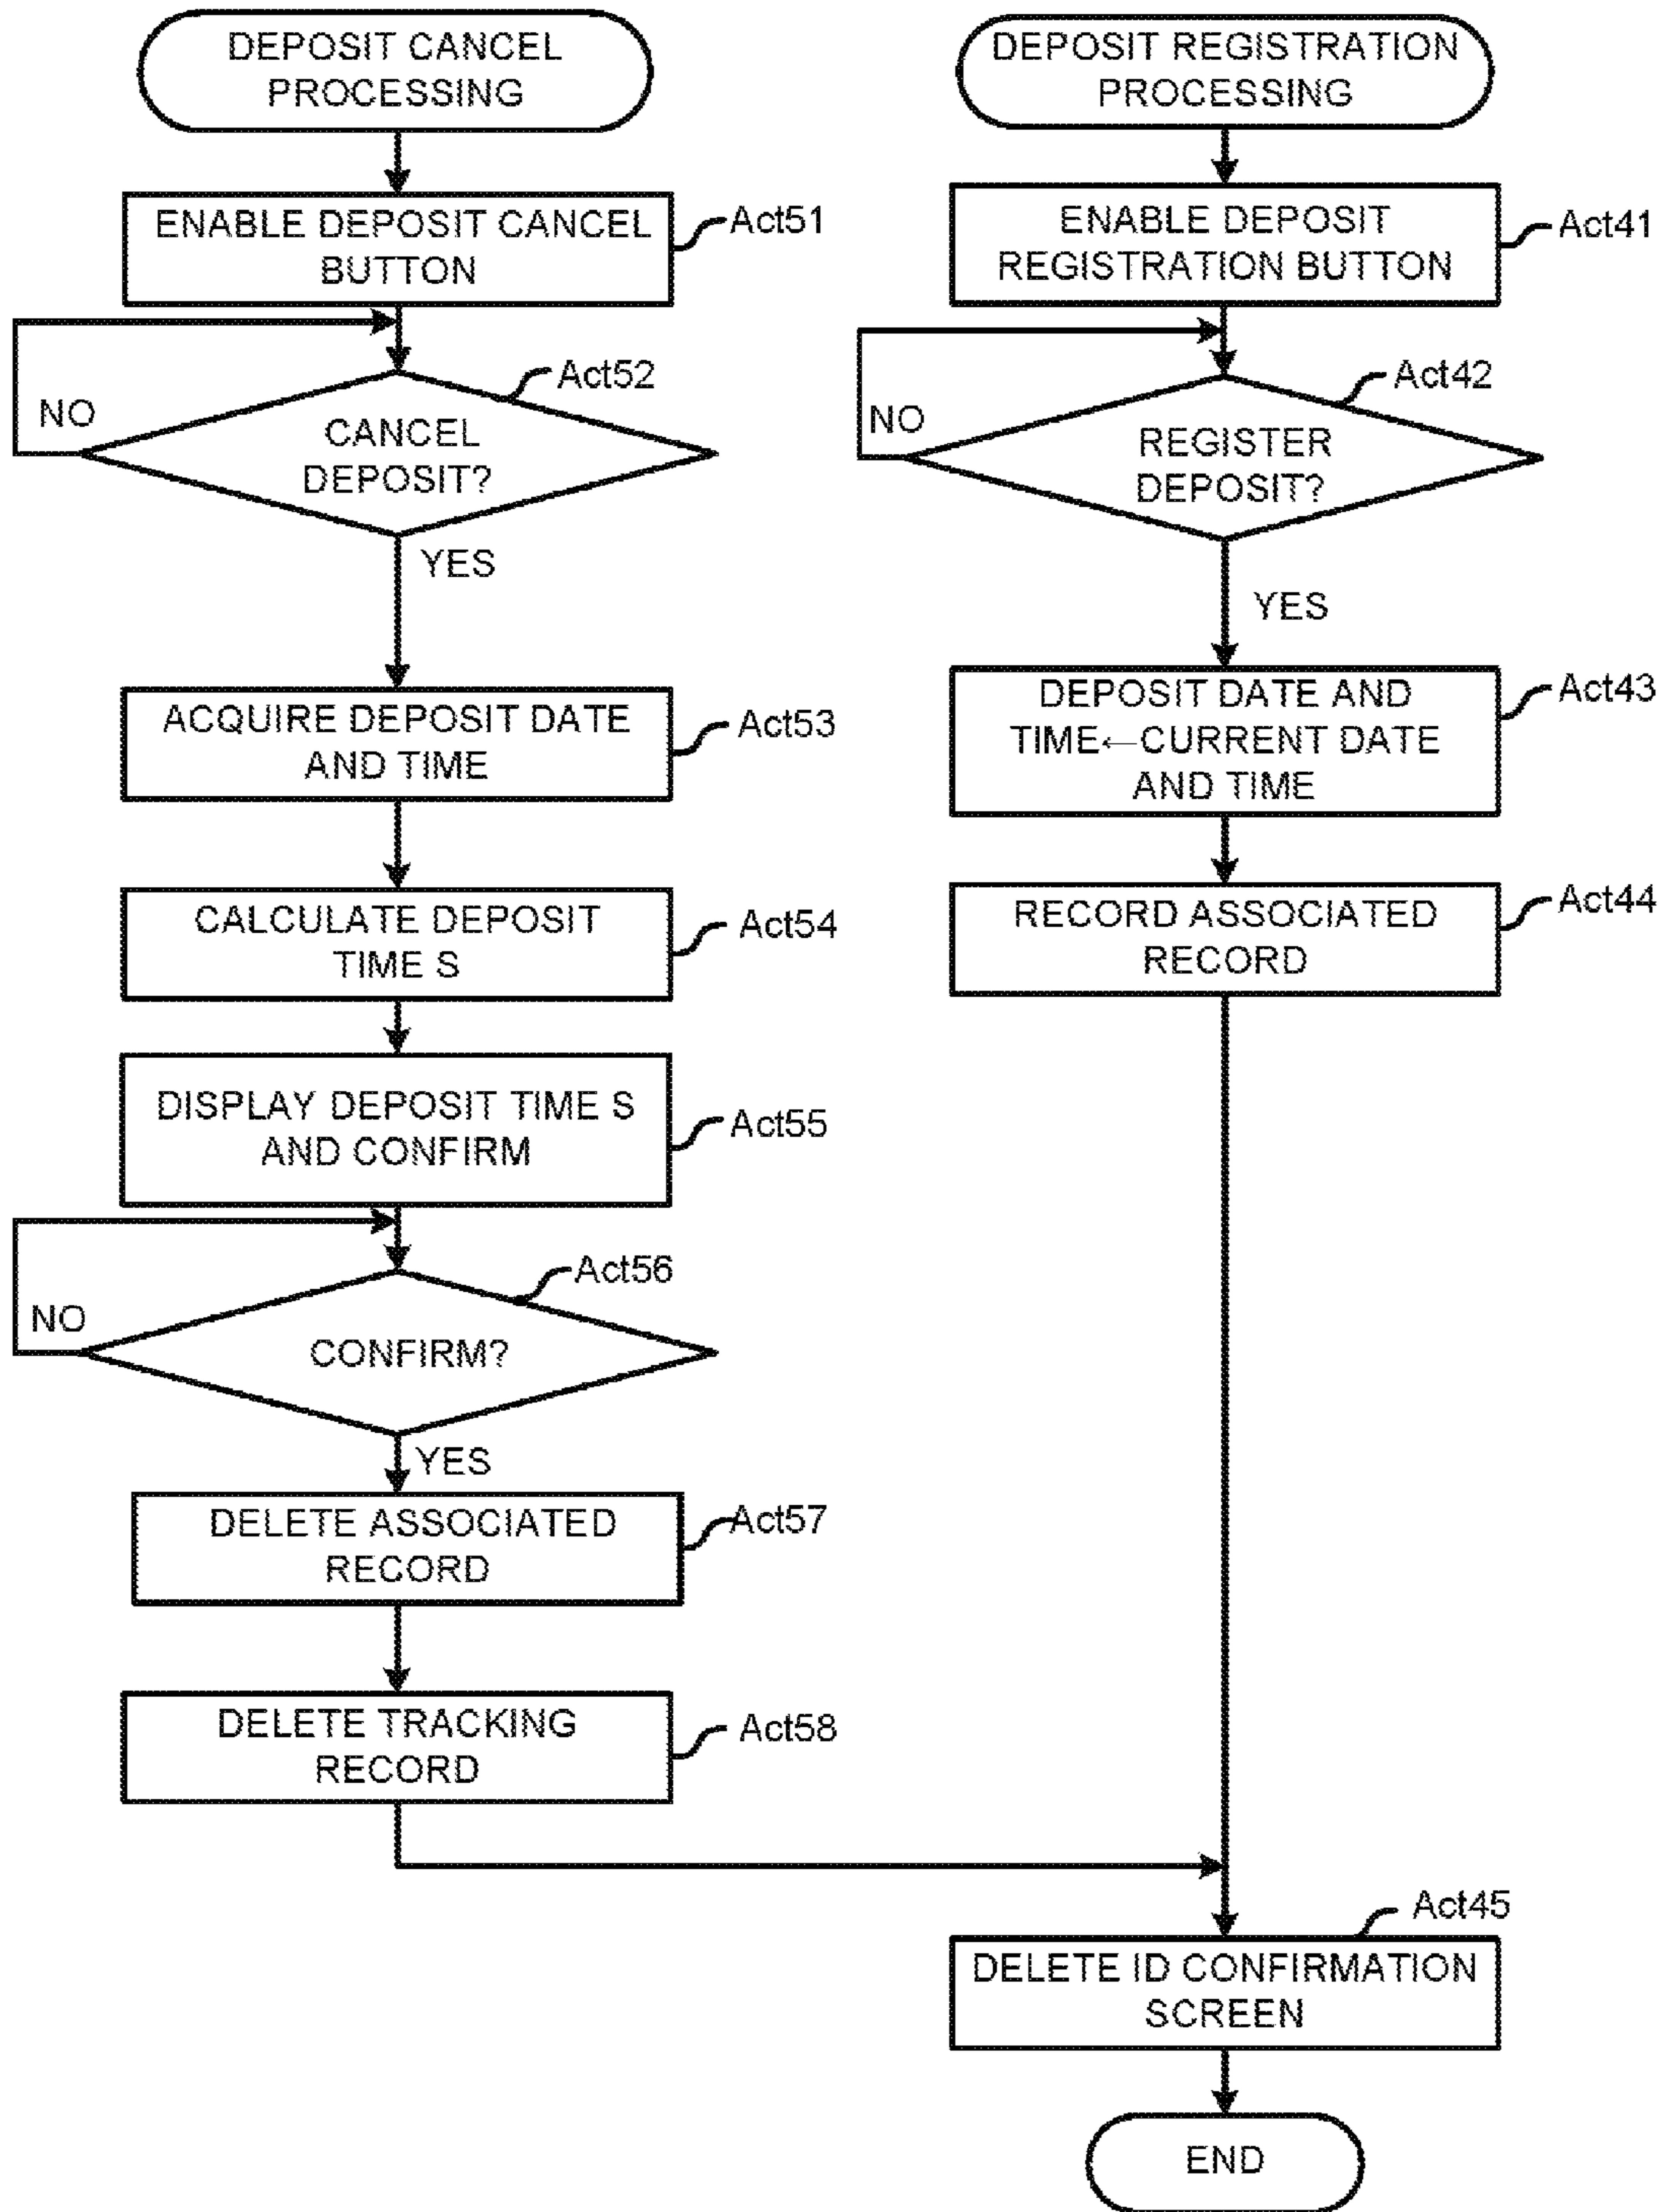 DEPOSIT CANCEL
PROCESSING
ENABLE DEPOSIT CANCEL
BUTTON
Act51
Act52
NO
CANCEL
DEPOSIT?
YES
ACQUIRE DEPOSIT DATE
AND TIME
Act53
CALCULATE DEPOSIT
TIME S
Act54
DISPLAY DEPOSIT TIME S
AND CONFIRM
Act55
Act56
NO
CONFIRM?
YES
DELETE ASSOCIATED
RECORD
Act57
DELETE TRACKING
RECORD
Act58
DEPOSIT REGISTRATION
PROCESSING
ENABLE DEPOSIT
REGISTRATION BUTTON
Act41
Act42
NO
REGISTER
DEPOSIT?
YES
DEPOSIT DATE AND
TIME←CURRENT DATE
AND TIME
Act43
RECORD ASSOCIATED
RECORD
Act44
Act45
DELETE ID CONFIRMATION
SCREEN
END